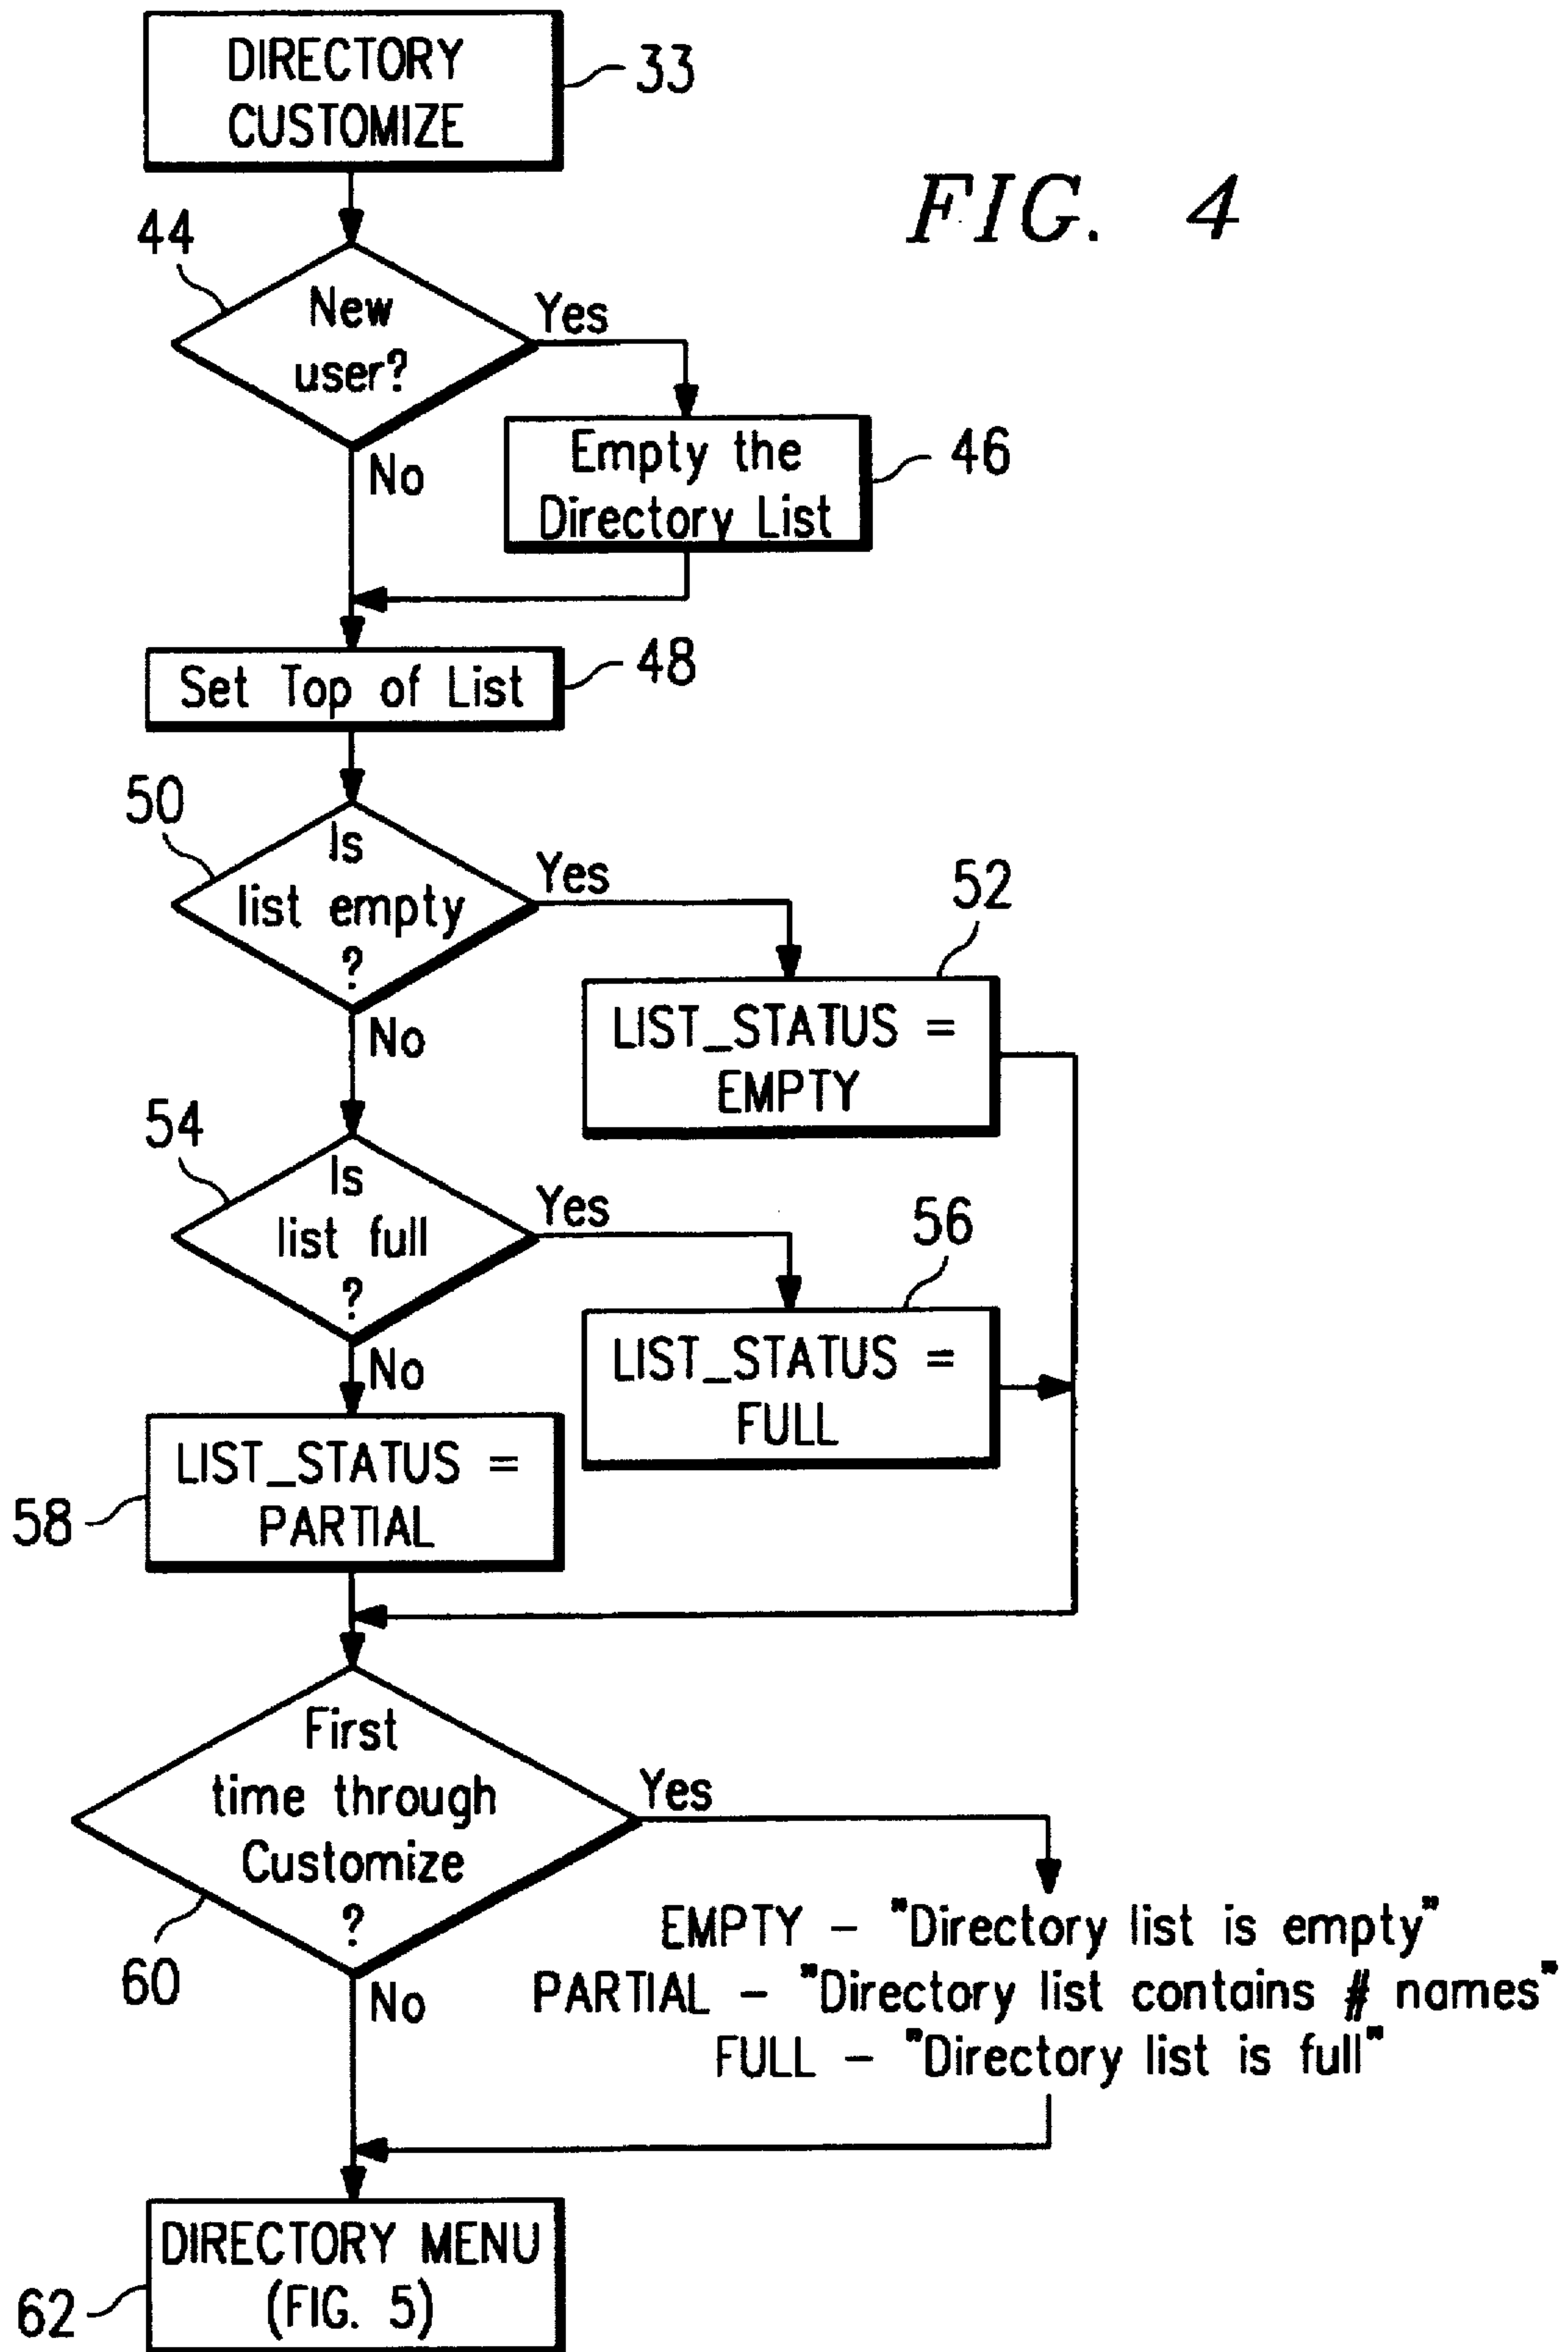 DIRECTORY
CUSTOMIZE
33
FIG. 4
44
New
user?
Yes
No
Empty the
Directory List
46
Set Top of List
48
50
Is
list empty
?
Yes
No
52
LIST_STATUS =
EMPTY
54
Is
list full
?
Yes
No
56
LIST_STATUS =
FULL
LIST_STATUS =
PARTIAL
58
First
time through
Customize
?
Yes
60
No
EMPTY – "Directory list is empty"
PARTIAL – "Directory list contains # names"
FULL – "Directory list is full"
DIRECTORY MENU
(FIG. 5)
62